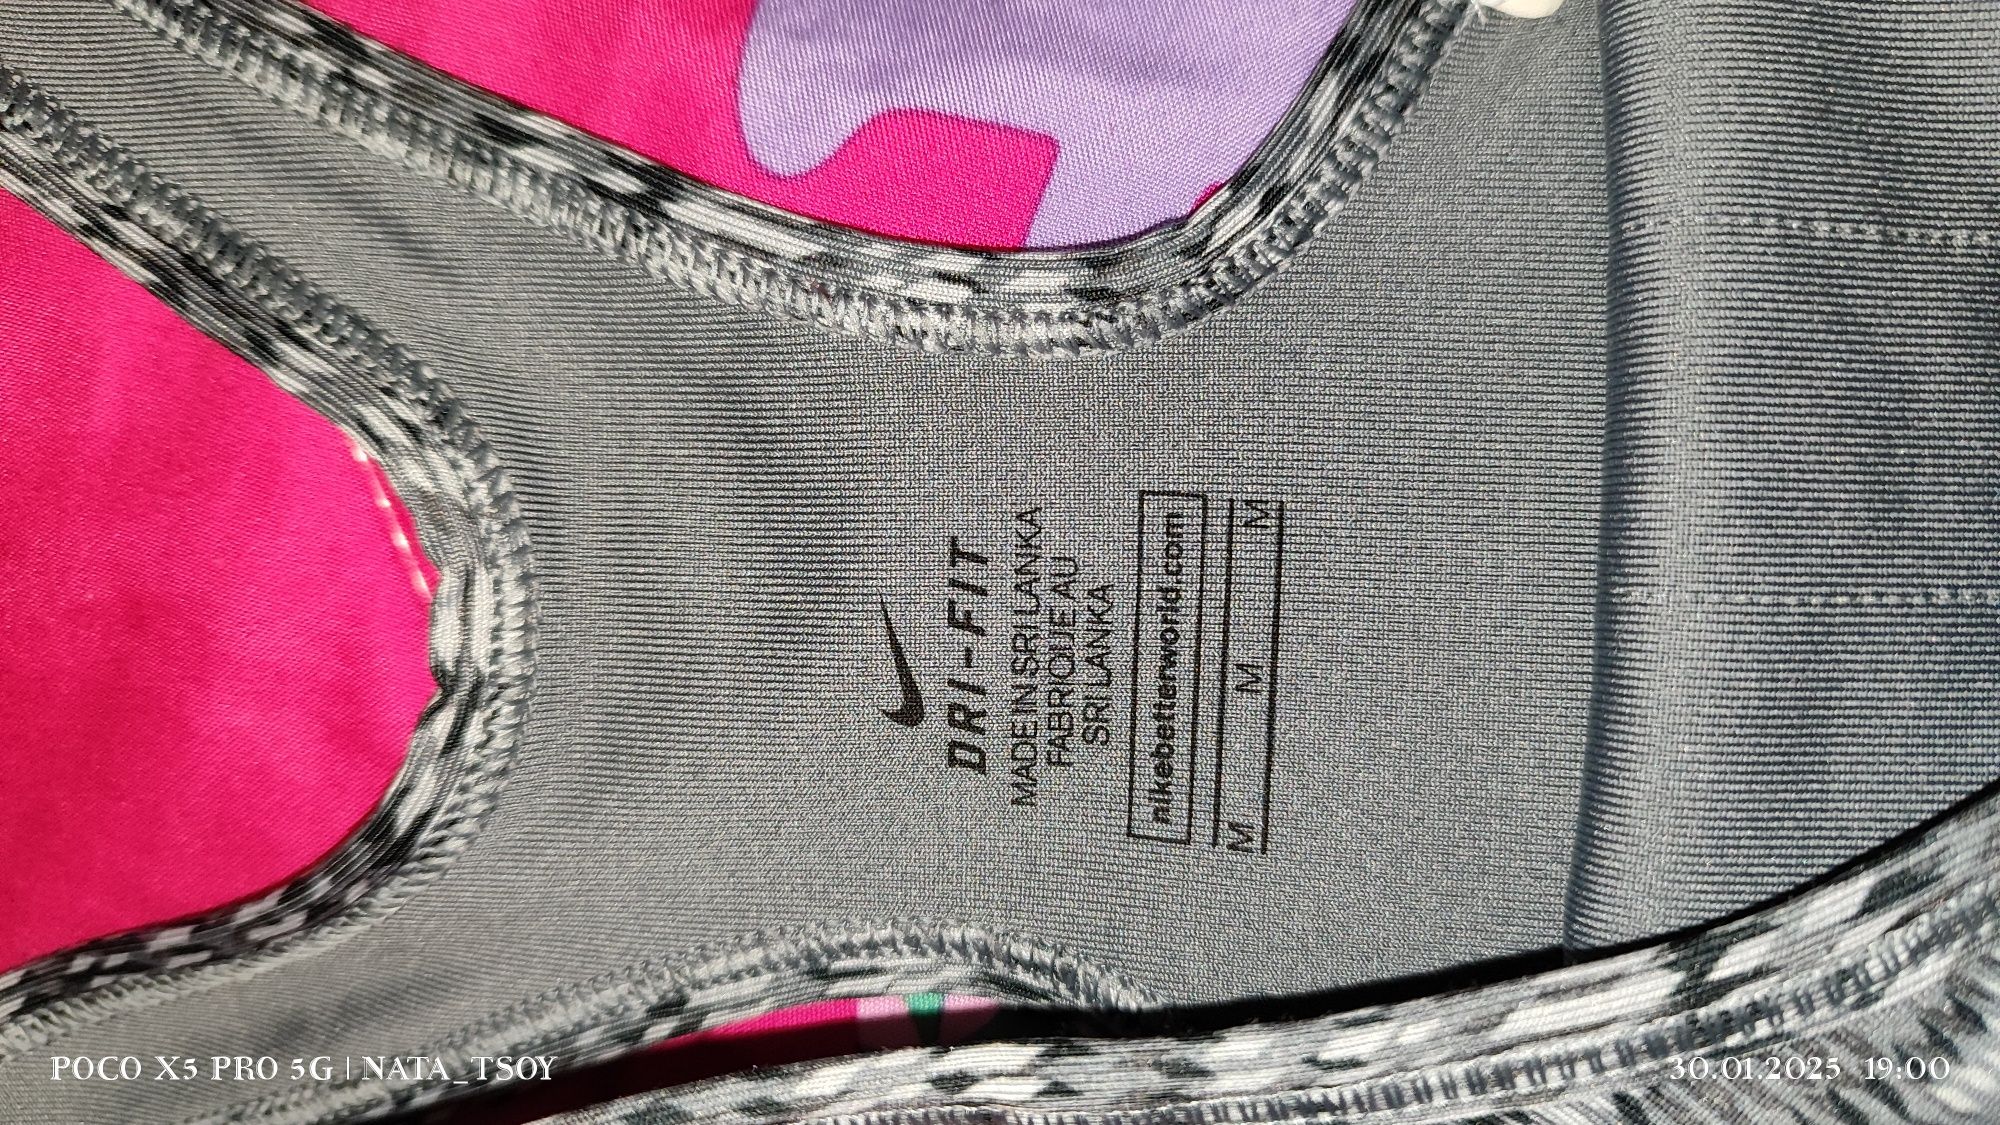 DRI-FIT
MADE IN SRI LANKA
FABRIQUE AU
SRI LANKA
nikebetterworld.com
M M M
POCO X5 PRO 5G | NATA_TSOY
30.01.2025 19:00